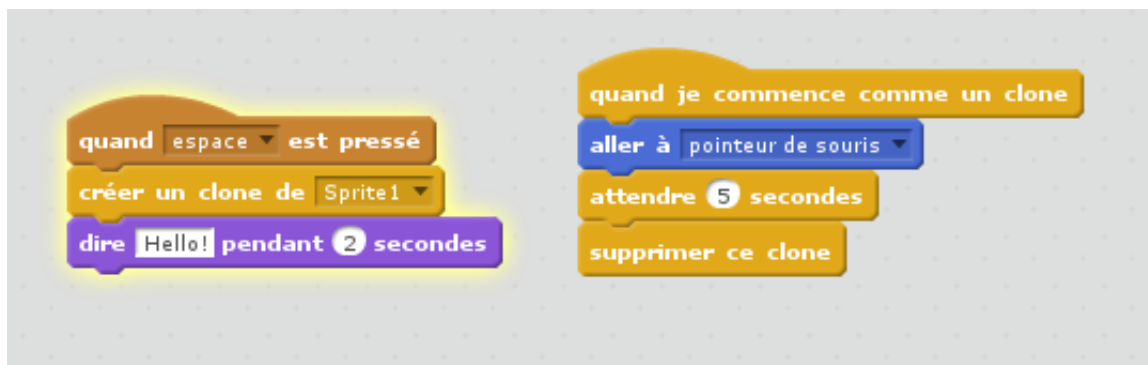 quand espace est pressé
créer un clone de Sprite1
dire Hello! pendant 2 secondes
quand je commence comme un clone
aller à pointeur de souris
attendre 5 secondes
supprimer ce clone